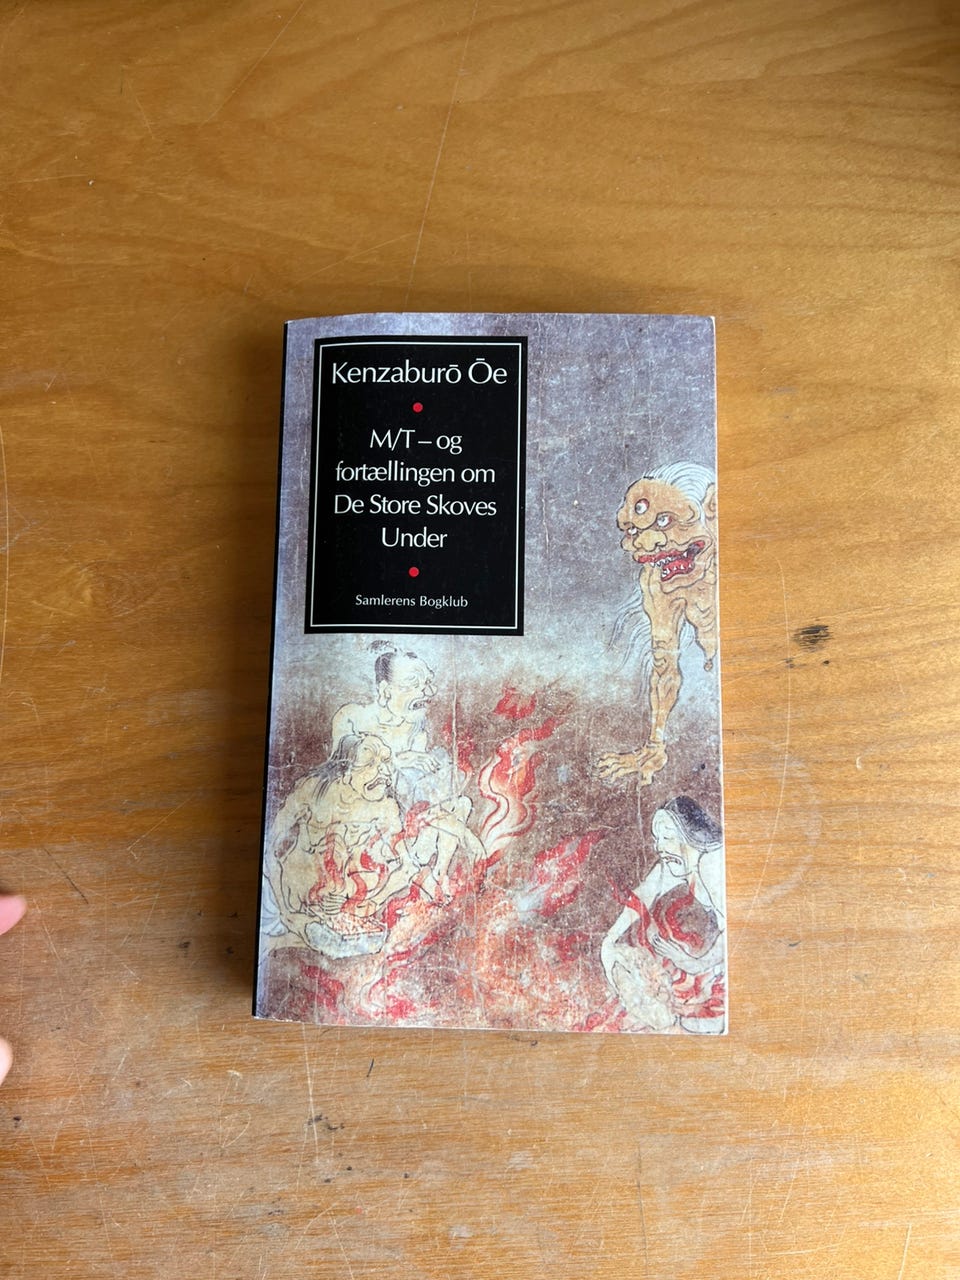 Kenzaburō Ōe
M/T – og
fortællingen om
De Store Skoves
Under
Samlerens Bogklub